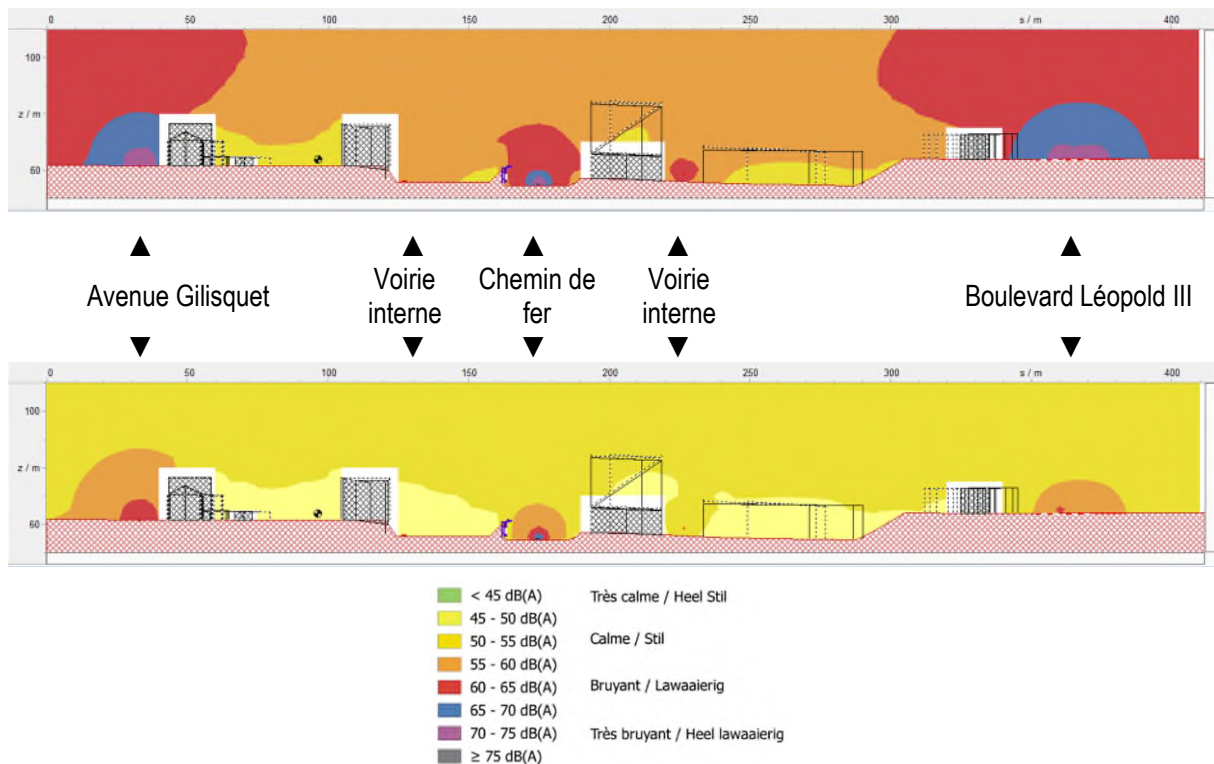 0 50 100 150 200 250 300 s / m 400
100
z / m
50
▲ ▲ ▲ ▲ ▲
Avenue Gilisquet
Voirie
interne
Chemin de
fer
Voirie
interne
Boulevard Léopold III
▼ ▼ ▼ ▼ ▼
0 50 100 150 200 250 300 s / m 400
100
z / m
60
< 45 dB(A) Très calme / Heel Stil
45 - 50 dB(A)
50 - 55 dB(A) Calme / Stil
55 - 60 dB(A)
60 - 65 dB(A) Bruyant / Lawaaierig
65 - 70 dB(A)
70 - 75 dB(A) Très bruyant / Heel lawaaierig
≥ 75 dB(A)